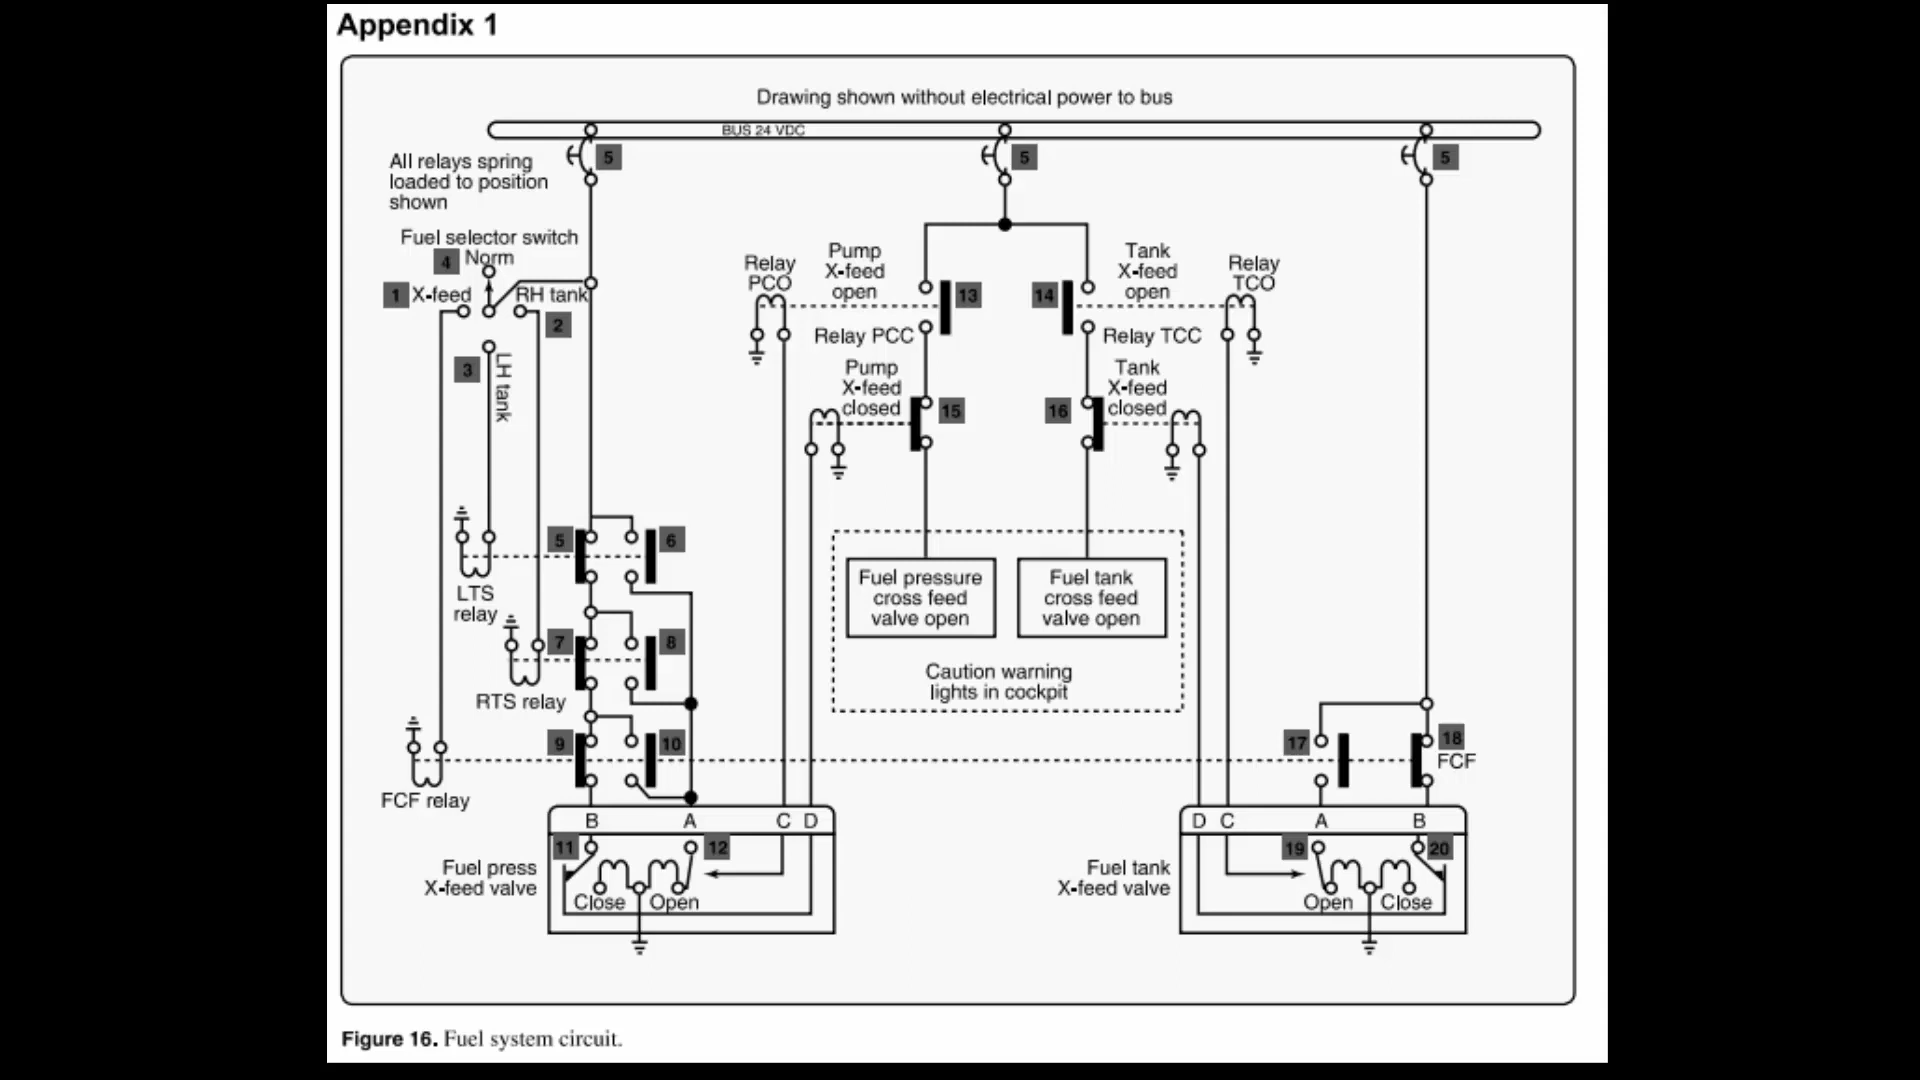 Appendix 1
Drawing shown without electrical power to bus
BUS 24 VDC
5
5
5
All relays spring
loaded to position
shown
Fuel selector switch
4 Norm
1 X-feed
RH tank
2
3
LH tank
Relay
PCO
Pump
X-feed
open
13
14
Tank
X-feed
open
Relay
TCO
Relay PCC
Relay TCC
Pump
X-feed
closed
15
16
Tank
X-feed
closed
5
6
LTS
relay
7
8
RTS relay
9
10
FCF relay
Fuel pressure
cross feed
valve open
Fuel tank
cross feed
valve open
Caution warning
lights in cockpit
17
18
FCF
B A C D
11
12
Fuel press
X-feed valve
Close Open
D C A B
19
20
Fuel tank
X-feed valve
Open Close
Figure 16. Fuel system circuit.